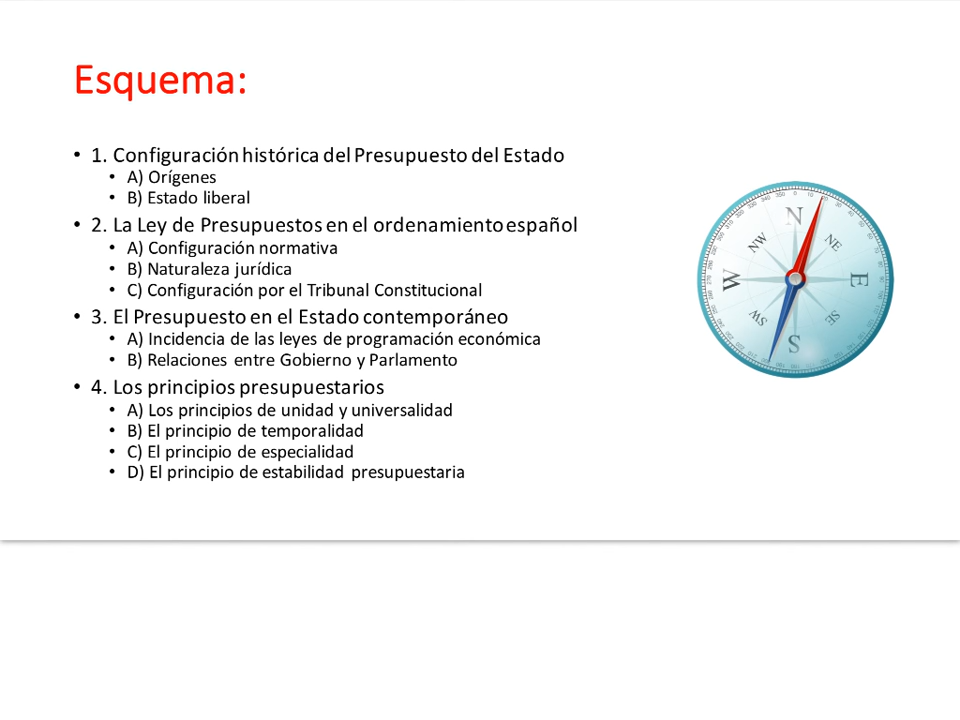 Esquema:
• 1. Configuración histórica del Presupuesto del Estado
• A) Orígenes
• B) Estado liberal
• 2. La Ley de Presupuestos en el ordenamiento español
• A) Configuración normativa
• B) Naturaleza jurídica
• C) Configuración por el Tribunal Constitucional
• 3. El Presupuesto en el Estado contemporáneo
• A) Incidencia de las leyes de programación económica
• B) Relaciones entre Gobierno y Parlamento
• 4. Los principios presupuestarios
• A) Los principios de unidad y universalidad
• B) El principio de temporalidad
• C) El principio de especialidad
• D) El principio de estabilidad presupuestaria
N
NE
E
SE
S
SW
W
NW